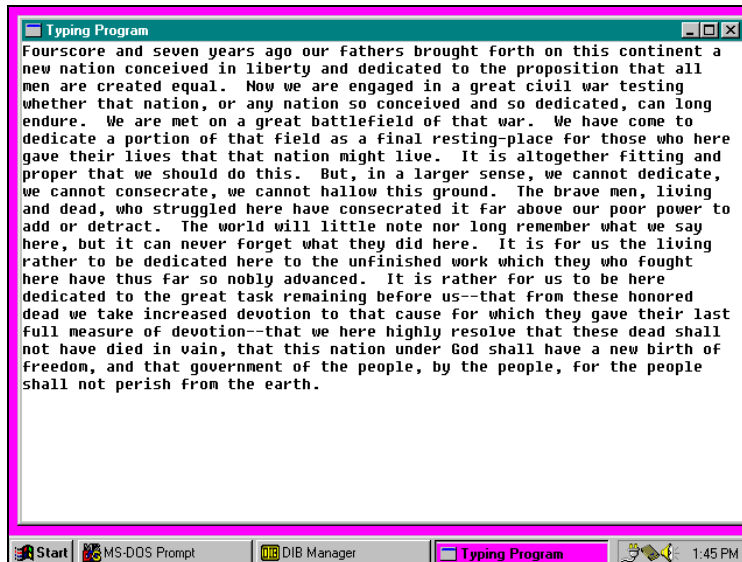 Typing Program
Fourscore and seven years ago our fathers brought forth on this continent a
new nation conceived in liberty and dedicated to the proposition that all
men are created equal.  Now we are engaged in a great civil war testing
whether that nation, or any nation so conceived and so dedicated, can long
endure.  We are met on a great battlefield of that war.  We have come to
dedicate a portion of that field as a final resting-place for those who here
gave their lives that that nation might live.  It is altogether fitting and
proper that we should do this.  But, in a larger sense, we cannot dedicate,
we cannot consecrate, we cannot hallow this ground.  The brave men, living
and dead, who struggled here have consecrated it far above our poor power to
add or detract.  The world will little note nor long remember what we say
here, but it can never forget what they did here.  It is for us the living
rather to be dedicated here to the unfinished work which they who fought
here have thus far so nobly advanced.  It is rather for us to be here
dedicated to the great task remaining before us--that from these honored
dead we take increased devotion to that cause for which they gave their last
full measure of devotion--that we here highly resolve that these dead shall
not have died in vain, that this nation under God shall have a new birth of
freedom, and that government of the people, by the people, for the people
shall not perish from the earth.
Start MS-DOS Prompt DIB DIB Manager Typing Program 1:45 PM